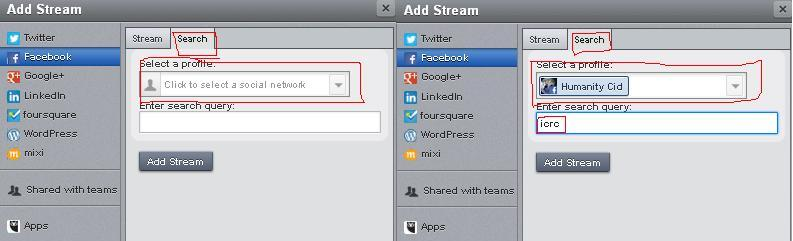 Add Stream
Twitter
Facebook
Google+
LinkedIn
foursquare
WordPress
mixi
Shared with teams
Apps
Stream
Search
Select a profile:
Click to select a social network
Enter search query:
Add Stream
Add Stream
Twitter
Facebook
Google+
LinkedIn
foursquare
WordPress
mixi
Shared with teams
Apps
Stream
Search
Select a profile:
Humanity Cid
Enter search query:
icrc
Add Stream